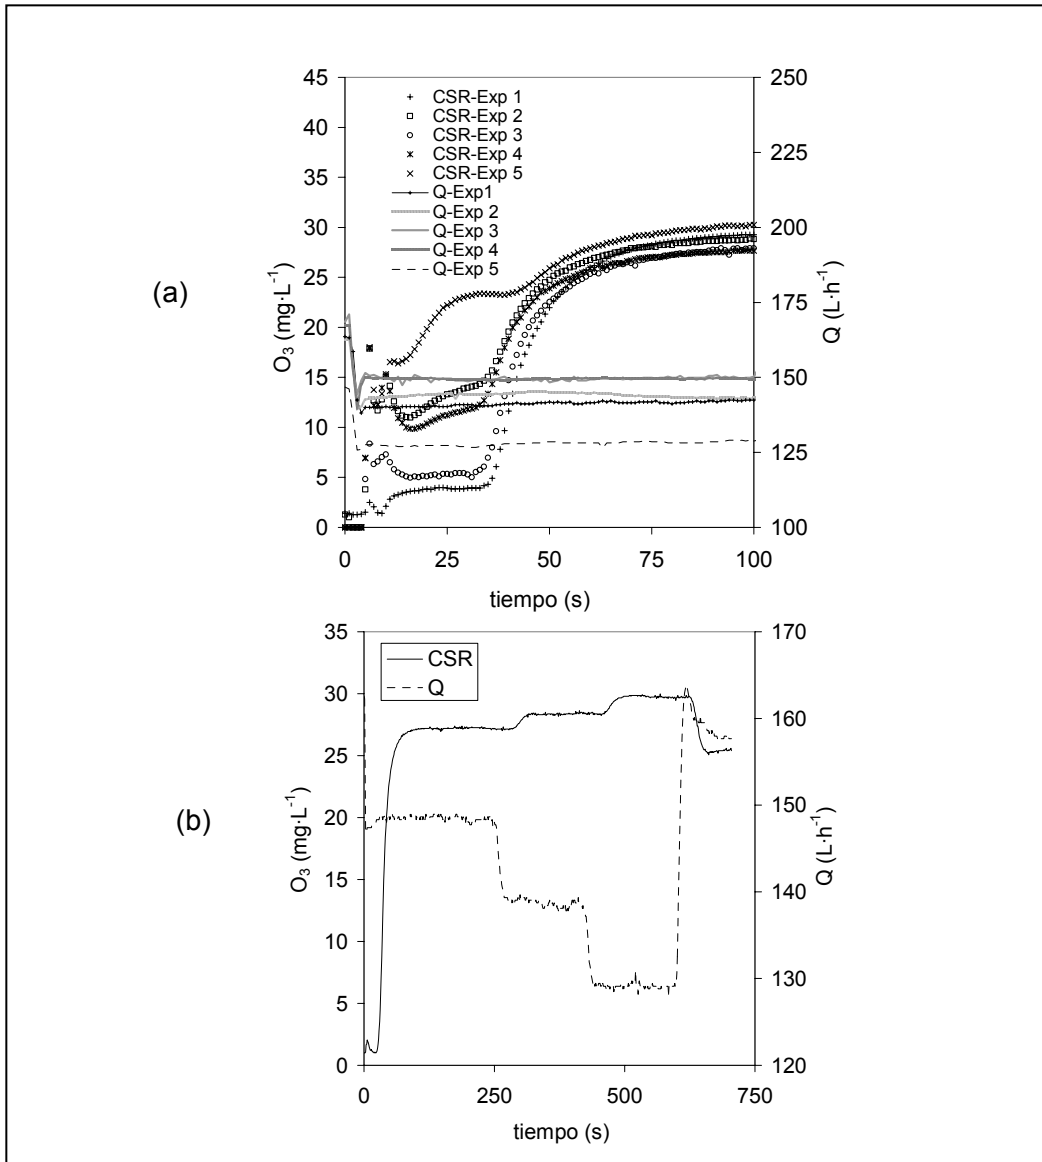 (a)
O3 (mg·L-1)
45
40
35
30
25
20
15
10
5
0
CSR-Exp 1
CSR-Exp 2
CSR-Exp 3
CSR-Exp 4
CSR-Exp 5
Q-Exp1
Q-Exp 2
Q-Exp 3
Q-Exp 4
Q-Exp 5
250
225
200
175
150
125
100
Q (L·h-1)
0 25 50 75 100
tiempo (s)
(b)
O3 (mg·L-1)
35
30
25
20
15
10
5
0
CSR
Q
170
160
150
140
130
120
Q (L·h-1)
0 250 500 750
tiempo (s)